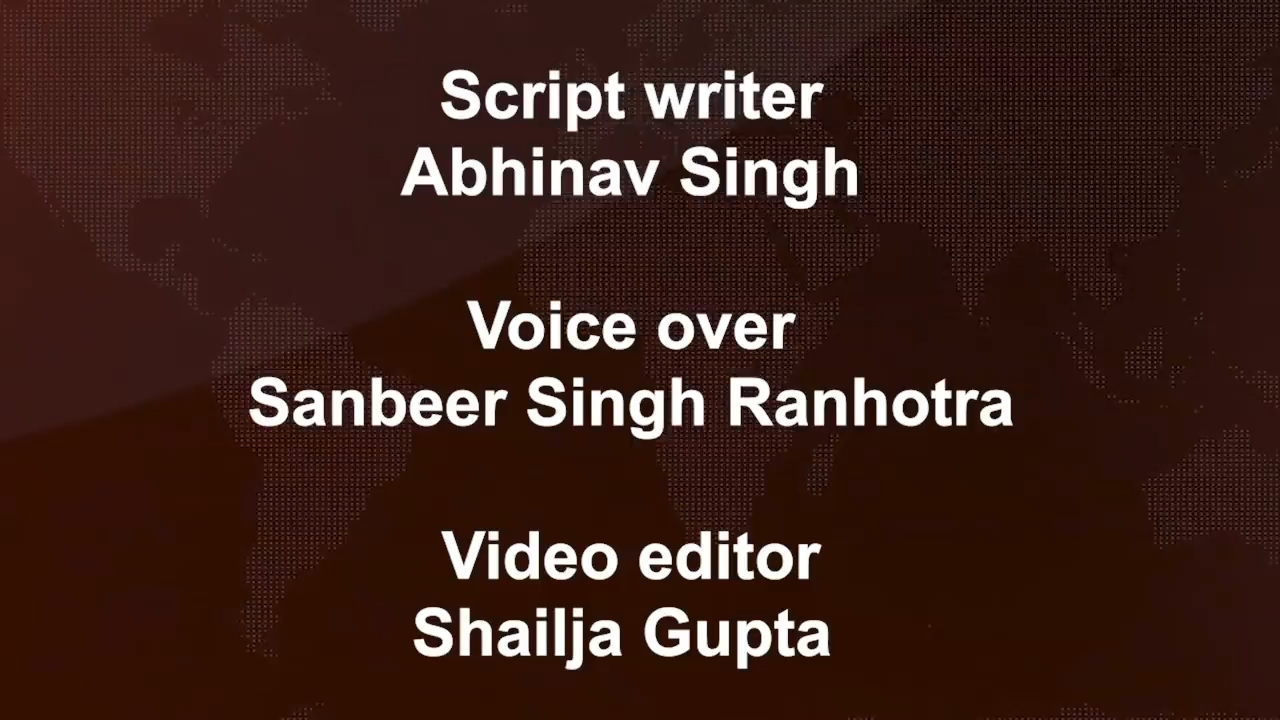 Script writer
Abhinav Singh
Voice over
Sanbeer Singh Ranhotra
Video editor
Shailja Gupta